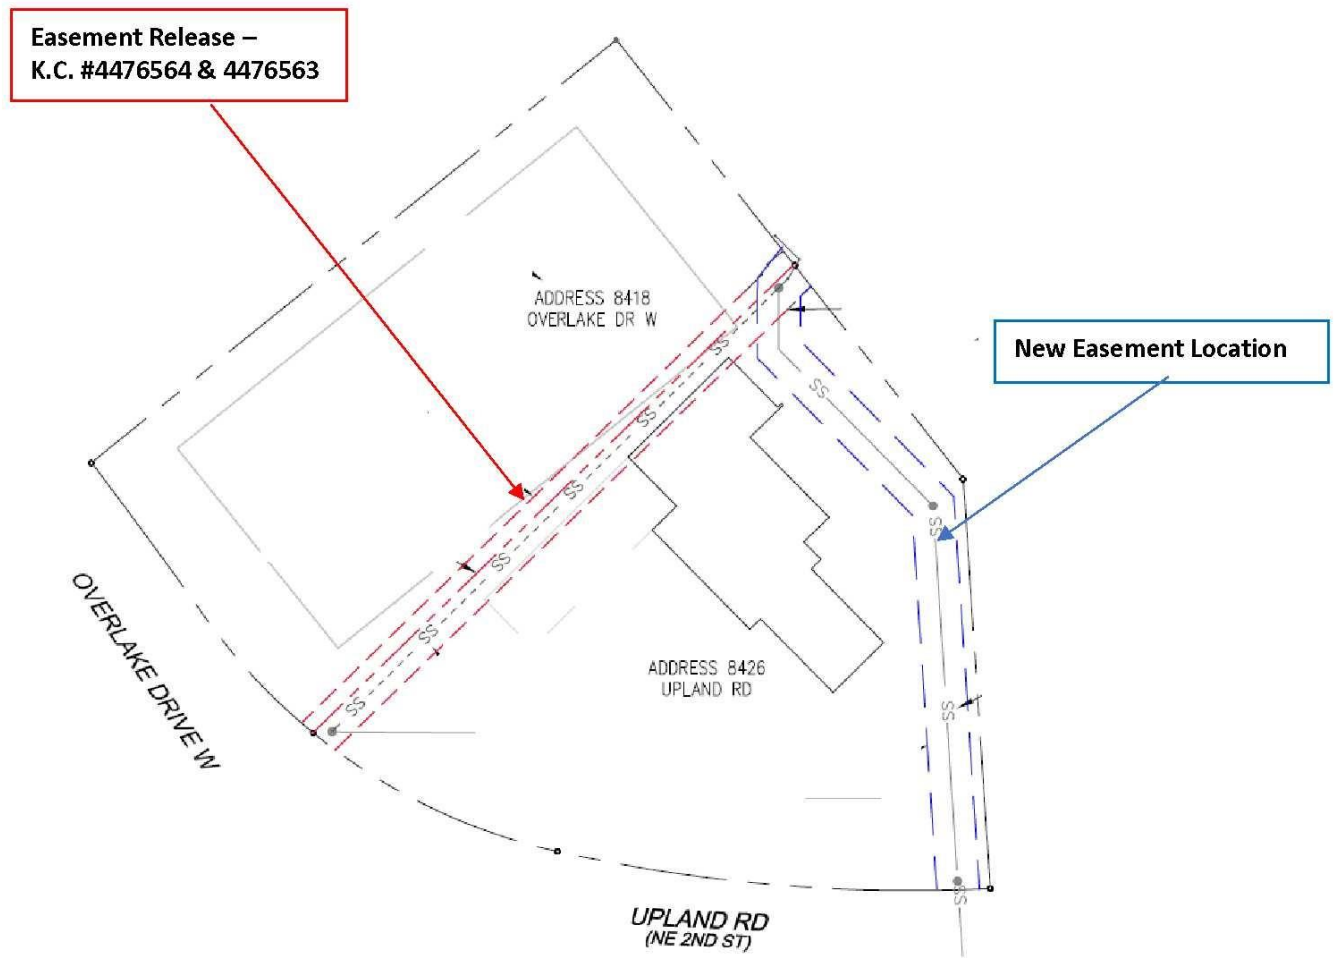 Easement Release –
K.C. #4476564 & 4476563
ADDRESS 8418
OVERLAKE DR W
New Easement Location
SS
SS
SS
SS
SS
SS
SS
SS
SS
SS
ADDRESS 8426
UPLAND RD
OVERLAKE DRIVE W
UPLAND RD
(NE 2ND ST)